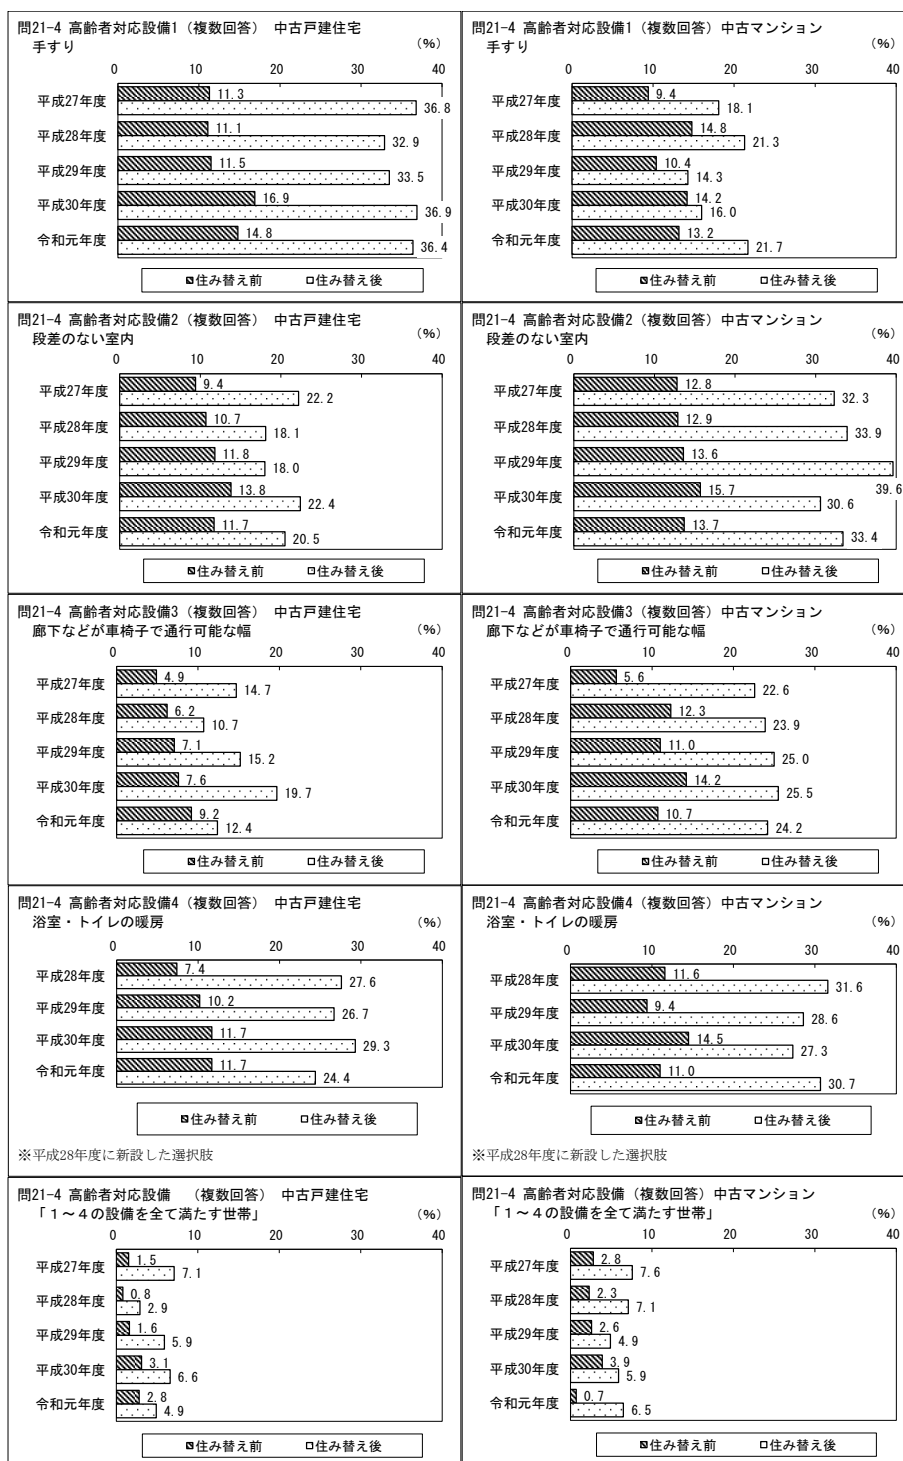 問21-4 高齢者対応設備1（複数回答） 中古戸建住宅
手すり
(%)
0 10 20 30 40
平成27年度
11.3
36.8
平成28年度
11.1
32.9
平成29年度
11.5
33.5
平成30年度
16.9
36.9
令和元年度
14.8
36.4
住み替え前 住み替え後
問21-4 高齢者対応設備1（複数回答）中古マンション
手すり
(%)
0 10 20 30 40
平成27年度
9.4
18.1
平成28年度
14.8
21.3
平成29年度
10.4
14.3
平成30年度
14.2
16.0
令和元年度
13.2
21.7
住み替え前 住み替え後
問21-4 高齢者対応設備2（複数回答） 中古戸建住宅
段差のない室内
(%)
0 10 20 30 40
平成27年度
9.4
22.2
平成28年度
10.7
18.1
平成29年度
11.8
18.0
平成30年度
13.8
22.4
令和元年度
11.7
20.5
住み替え前 住み替え後
問21-4 高齢者対応設備2（複数回答）中古マンション
段差のない室内
(%)
0 10 20 30 40
平成27年度
12.8
32.3
平成28年度
12.9
33.9
平成29年度
13.6
39.6
平成30年度
15.7
30.6
令和元年度
13.7
33.4
住み替え前 住み替え後
問21-4 高齢者対応設備3（複数回答） 中古戸建住宅
廊下などが車椅子で通行可能な幅
(%)
0 10 20 30 40
平成27年度
4.9
14.7
平成28年度
6.2
10.7
平成29年度
7.1
15.2
平成30年度
7.6
19.7
令和元年度
9.2
12.4
住み替え前 住み替え後
問21-4 高齢者対応設備3（複数回答）中古マンション
廊下などが車椅子で通行可能な幅
(%)
0 10 20 30 40
平成27年度
5.6
22.6
平成28年度
12.3
23.9
平成29年度
11.0
25.0
平成30年度
14.2
25.5
令和元年度
10.7
24.2
住み替え前 住み替え後
問21-4 高齢者対応設備4（複数回答） 中古戸建住宅
浴室・トイレの暖房
(%)
0 10 20 30 40
平成28年度
7.4
27.6
平成29年度
10.2
26.7
平成30年度
11.7
29.3
令和元年度
11.7
24.4
住み替え前 住み替え後
※平成28年度に新設した選択肢
問21-4 高齢者対応設備4（複数回答）中古マンション
浴室・トイレの暖房
(%)
0 10 20 30 40
平成28年度
11.6
31.6
平成29年度
9.4
28.6
平成30年度
14.5
27.3
令和元年度
11.0
30.7
住み替え前 住み替え後
※平成28年度に新設した選択肢
問21-4 高齢者対応設備 （複数回答） 中古戸建住宅
「１～４の設備を全て満たす世帯」
(%)
0 10 20 30 40
平成27年度
1.5
7.1
平成28年度
0.8
2.9
平成29年度
1.6
5.9
平成30年度
3.1
6.6
令和元年度
2.8
4.9
住み替え前 住み替え後
問21-4 高齢者対応設備（複数回答）中古マンション
「１～４の設備を全て満たす世帯」
(%)
0 10 20 30 40
平成27年度
2.8
7.6
平成28年度
2.3
7.1
平成29年度
2.6
4.9
平成30年度
3.9
5.9
令和元年度
0.7
6.5
住み替え前 住み替え後